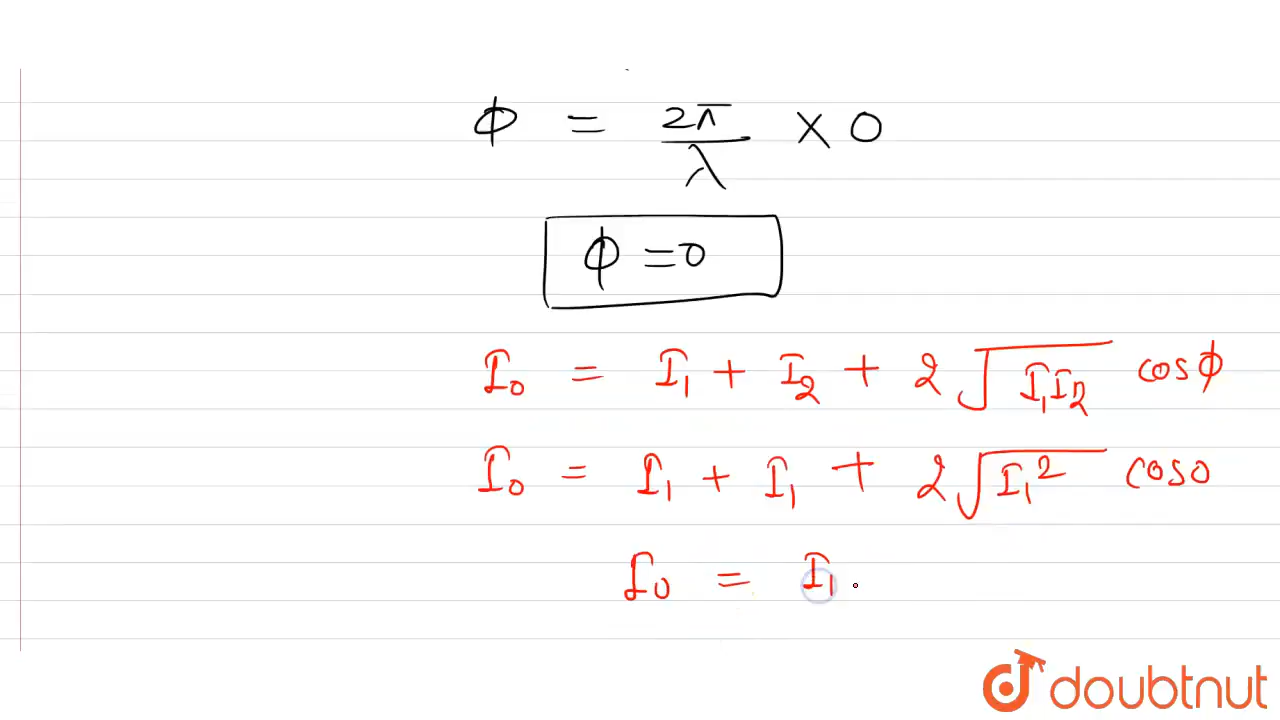 φ = 2π/λ × 0
φ = 0
I₀ = I₁ + I₂ + 2√(I₁I₂) cosφ
I₀ = I₁ + I₁ + 2√(I₁²) cos0
I₀ = I₁
doubtnut